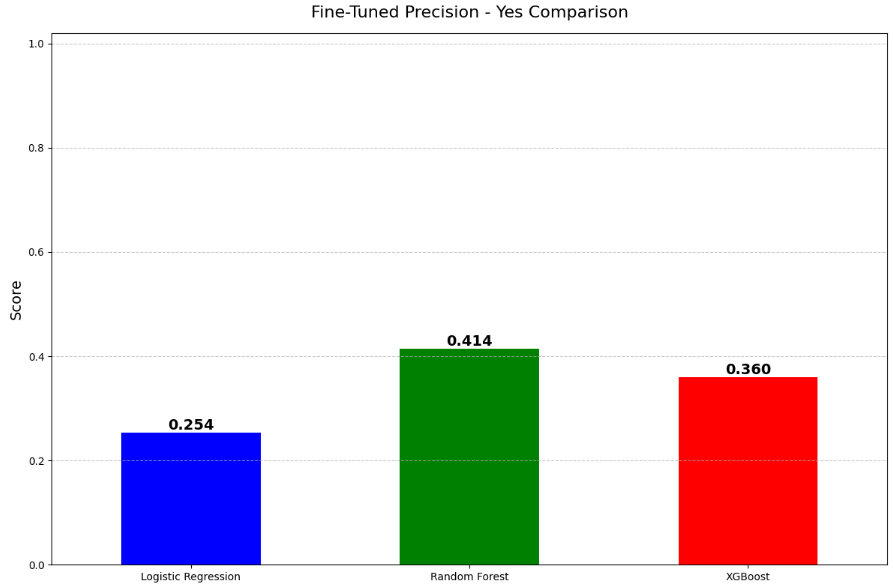 Fine-Tuned Precision - Yes Comparison
1.0
0.8
0.6
0.4
0.2
0.0
Score
0.254
0.414
0.360
Logistic Regression
Random Forest
XGBoost